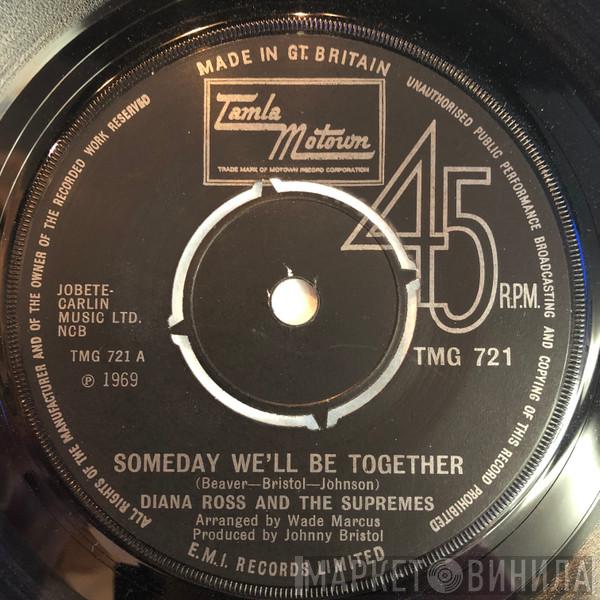 MADE IN GT. BRITAIN
ALL RIGHTS OF THE MANUFACTURER AND OF THE OWNER OF THE RECORDED WORK RESERVED
UNAUTHORISED PUBLIC PERFORMANCE BROADCASTING AND COPYING OF THIS RECORD PROHIBITED
Tamla
Motown
TRADE MARK OF MOTOWN RECORD CORPORATION
45
R.P.M.
JOBETE-
CARLIN
MUSIC LTD.
NCB
TMG 721 A
℗ 1969
TMG 721
SOMEDAY WE'LL BE TOGETHER
(Beaver—Bristol—Johnson)
DIANA ROSS AND THE SUPREMES
Arranged by Wade Marcus
Produced by Johnny Bristol
E.M.I. RECORDS LIMITED
МАРКЕТ ВИНИЛА